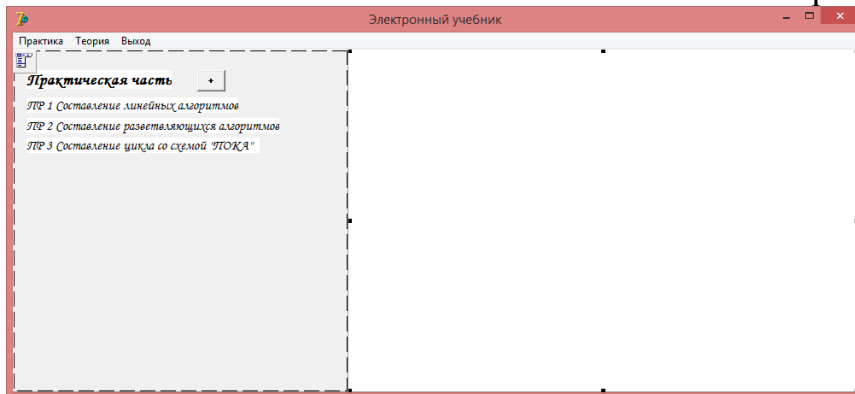 Электронный учебник
Практика Теория Выход
Практическая часть +
ПР 1 Составление линейных алгоритмов
ПР 2 Составление разветвляющихся алгоритмов
ПР 3 Составление цикла со схемой "ПОКА"